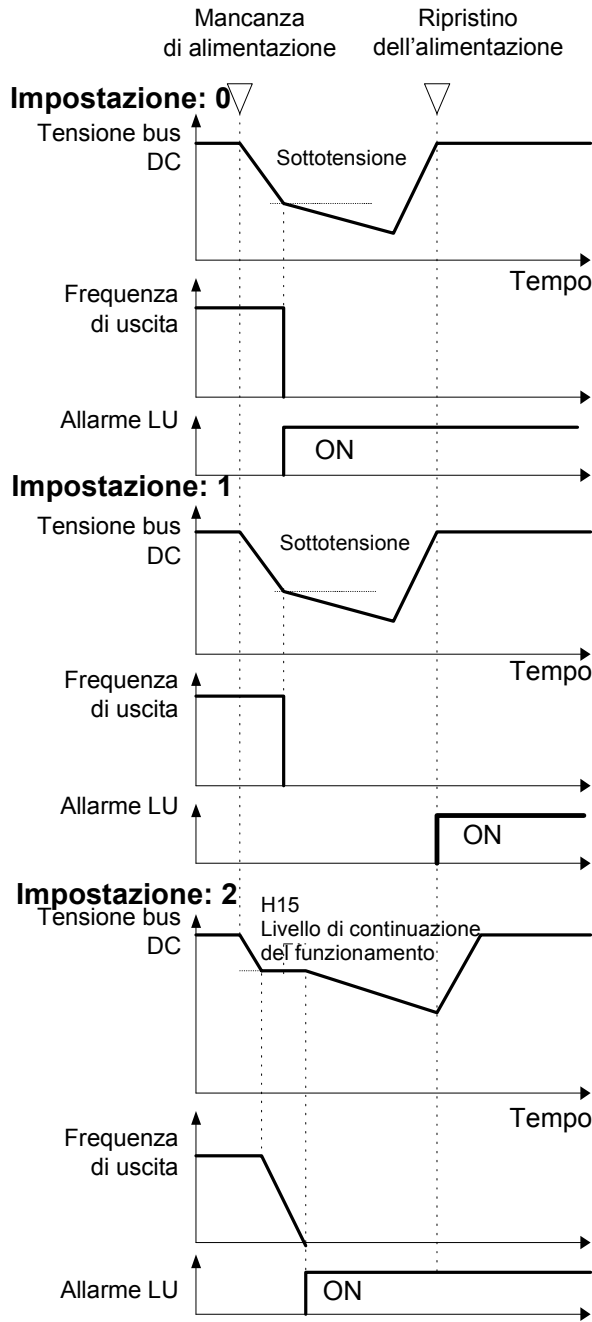 Mancanza
di alimentazione
Ripristino
dell'alimentazione
Impostazione: 0
Tensione bus
DC
Sottotensione
Tempo
Frequenza
di uscita
Allarme LU
ON
Impostazione: 1
Tensione bus
DC
Sottotensione
Tempo
Frequenza
di uscita
Allarme LU
ON
Impostazione: 2
Tensione bus
DC
H15
Livello di continuazione
del funzionamento
T
Tempo
Frequenza
di uscita
Allarme LU
ON